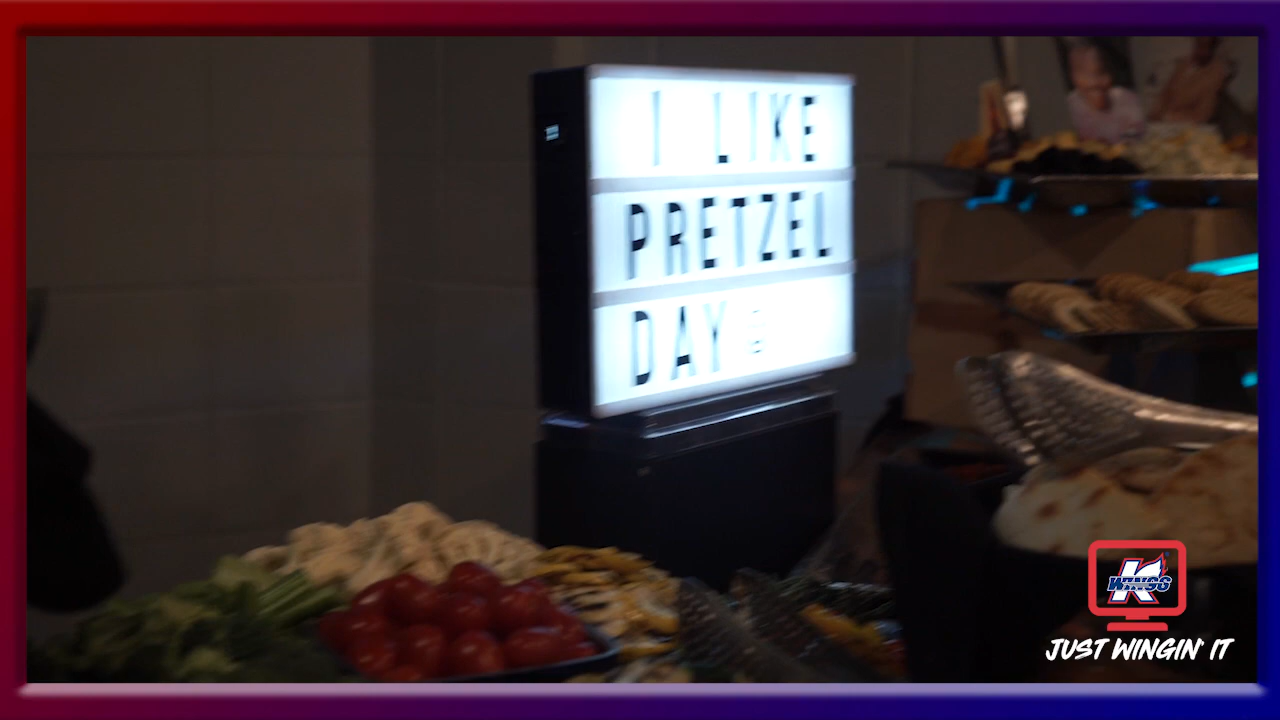 I LIKE
PRETZEL
DAY
K
WINGS
JUST WINGIN' IT